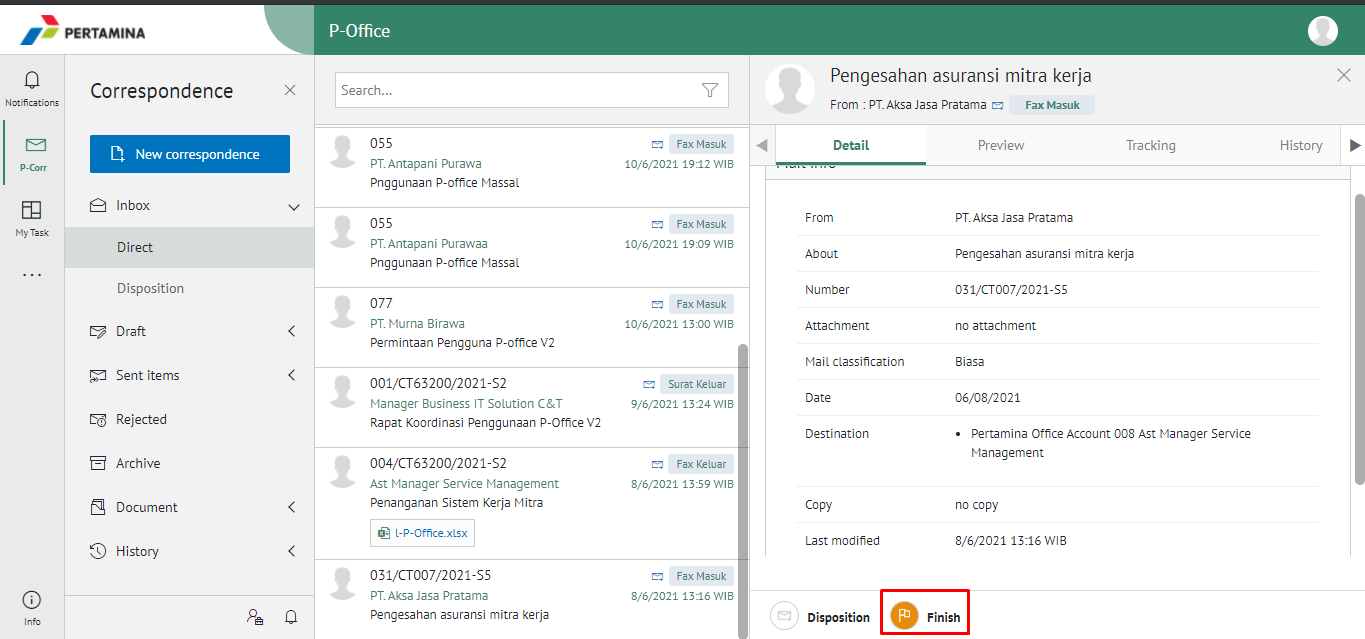 PERTAMINA
P-Office
Notifications
P-Corr
My Task
...
Info
Correspondence
New correspondence
Inbox
Direct
Disposition
Draft
Sent items
Rejected
Archive
Document
History
Search...
055
Fax Masuk
PT. Antapani Purawa
10/6/2021 19:12 WIB
Pnggunaan P-office Massal
055
Fax Masuk
PT. Antapani Purawaa
10/6/2021 19:09 WIB
Pnggunaan P-office Massal
077
Fax Masuk
PT. Murna Birawa
10/6/2021 13:00 WIB
Permintaan Pengguna P-office V2
001/CT63200/2021-S2
Surat Keluar
Manager Business IT Solution C&T
9/6/2021 13:24 WIB
Rapat Koordinasi Penggunaan P-Office V2
004/CT63200/2021-S2
Fax Keluar
Ast Manager Service Management
8/6/2021 13:59 WIB
Penanganan Sistem Kerja Mitra
l-P-Office.xlsx
031/CT007/2021-S5
Fax Masuk
PT. Aksa Jasa Pratama
8/6/2021 13:16 WIB
Pengesahan asuransi mitra kerja
Pengesahan asuransi mitra kerja
From : PT. Aksa Jasa Pratama
Fax Masuk
Detail
Preview
Tracking
History
From PT. Aksa Jasa Pratama
About Pengesahan asuransi mitra kerja
Number 031/CT007/2021-S5
Attachment no attachment
Mail classification Biasa
Date 06/08/2021
Destination • Pertamina Office Account 008 Ast Manager Service
Management
Copy no copy
Last modified 8/6/2021 13:16 WIB
Disposition
Finish